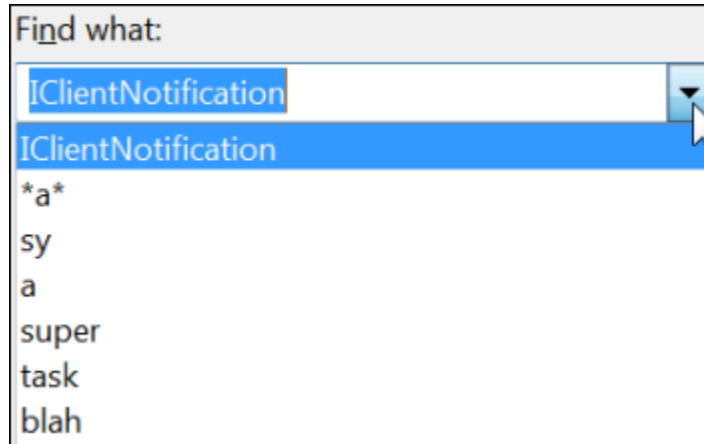 Find what:
IClientNotification
IClientNotification
*a*
sy
a
super
task
blah